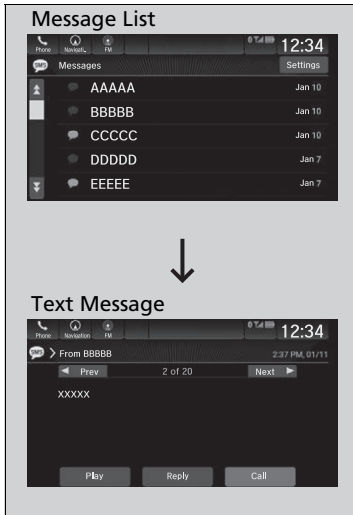 Message List
Phone Navigati.. FM 12:34
SMS Messages Settings
AAAAA Jan 10
BBBBB Jan 10
CCCCC Jan 10
DDDDD Jan 7
EEEEE Jan 7
Text Message
Phone Navigation FM 12:34
SMS From BBBBB 2:37 PM, 01/11
Prev 2 of 20 Next
XXXXX
Play Reply Call